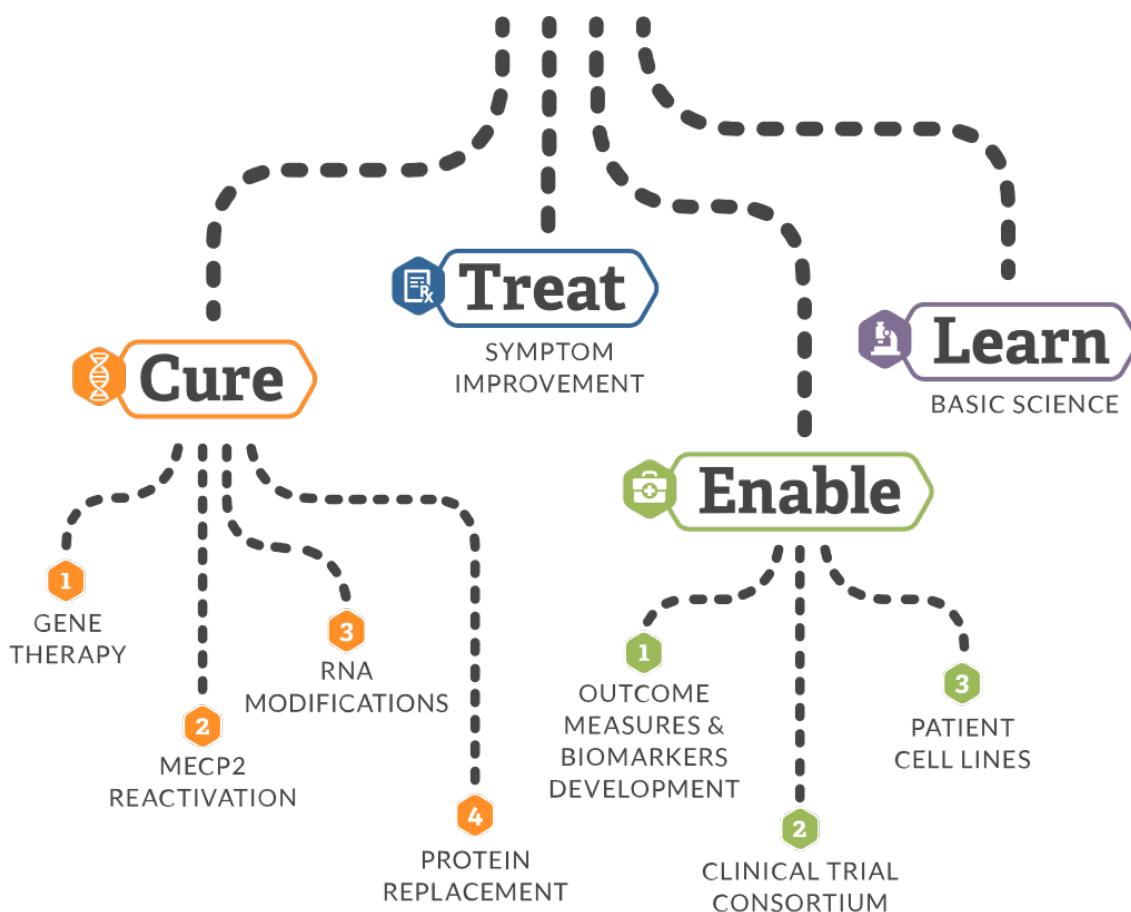 Treat
SYMPTOM
IMPROVEMENT
Learn
BASIC SCIENCE
Cure
1
GENE
THERAPY
2
MECP2
REACTIVATION
3
RNA
MODIFICATIONS
4
PROTEIN
REPLACEMENT
Enable
1
OUTCOME
MEASURES &
BIOMARKERS
DEVELOPMENT
2
CLINICAL TRIAL
CONSORTIUM
3
PATIENT
CELL LINES
Rx